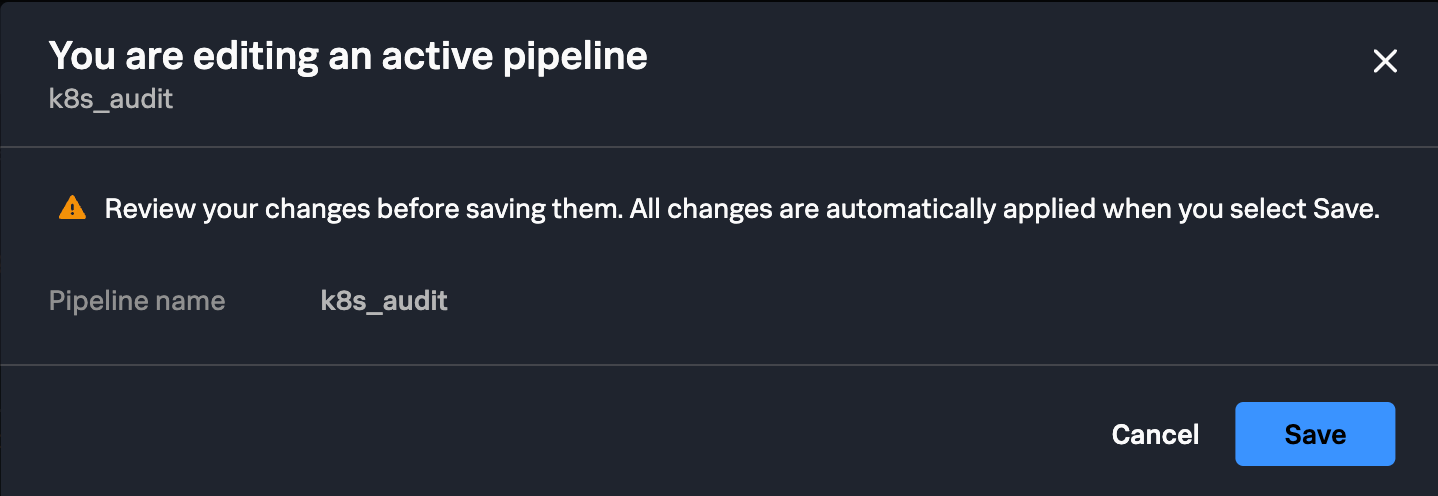 You are editing an active pipeline
k8s_audit
Review your changes before saving them. All changes are automatically applied when you select Save.
Pipeline name k8s_audit
Cancel Save